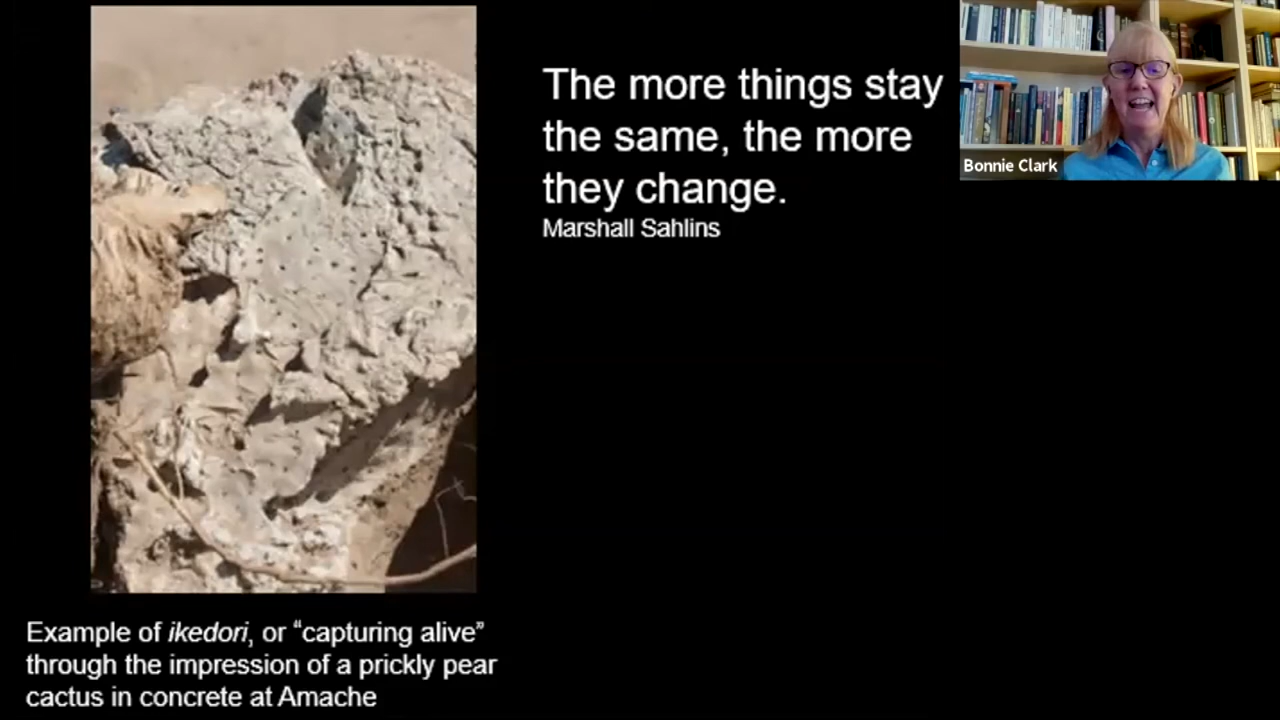 The more things stay
the same, the more
they change.
Marshall Sahlins
Bonnie Clark
Example of ikedori, or “capturing alive”
through the impression of a prickly pear
cactus in concrete at Amache